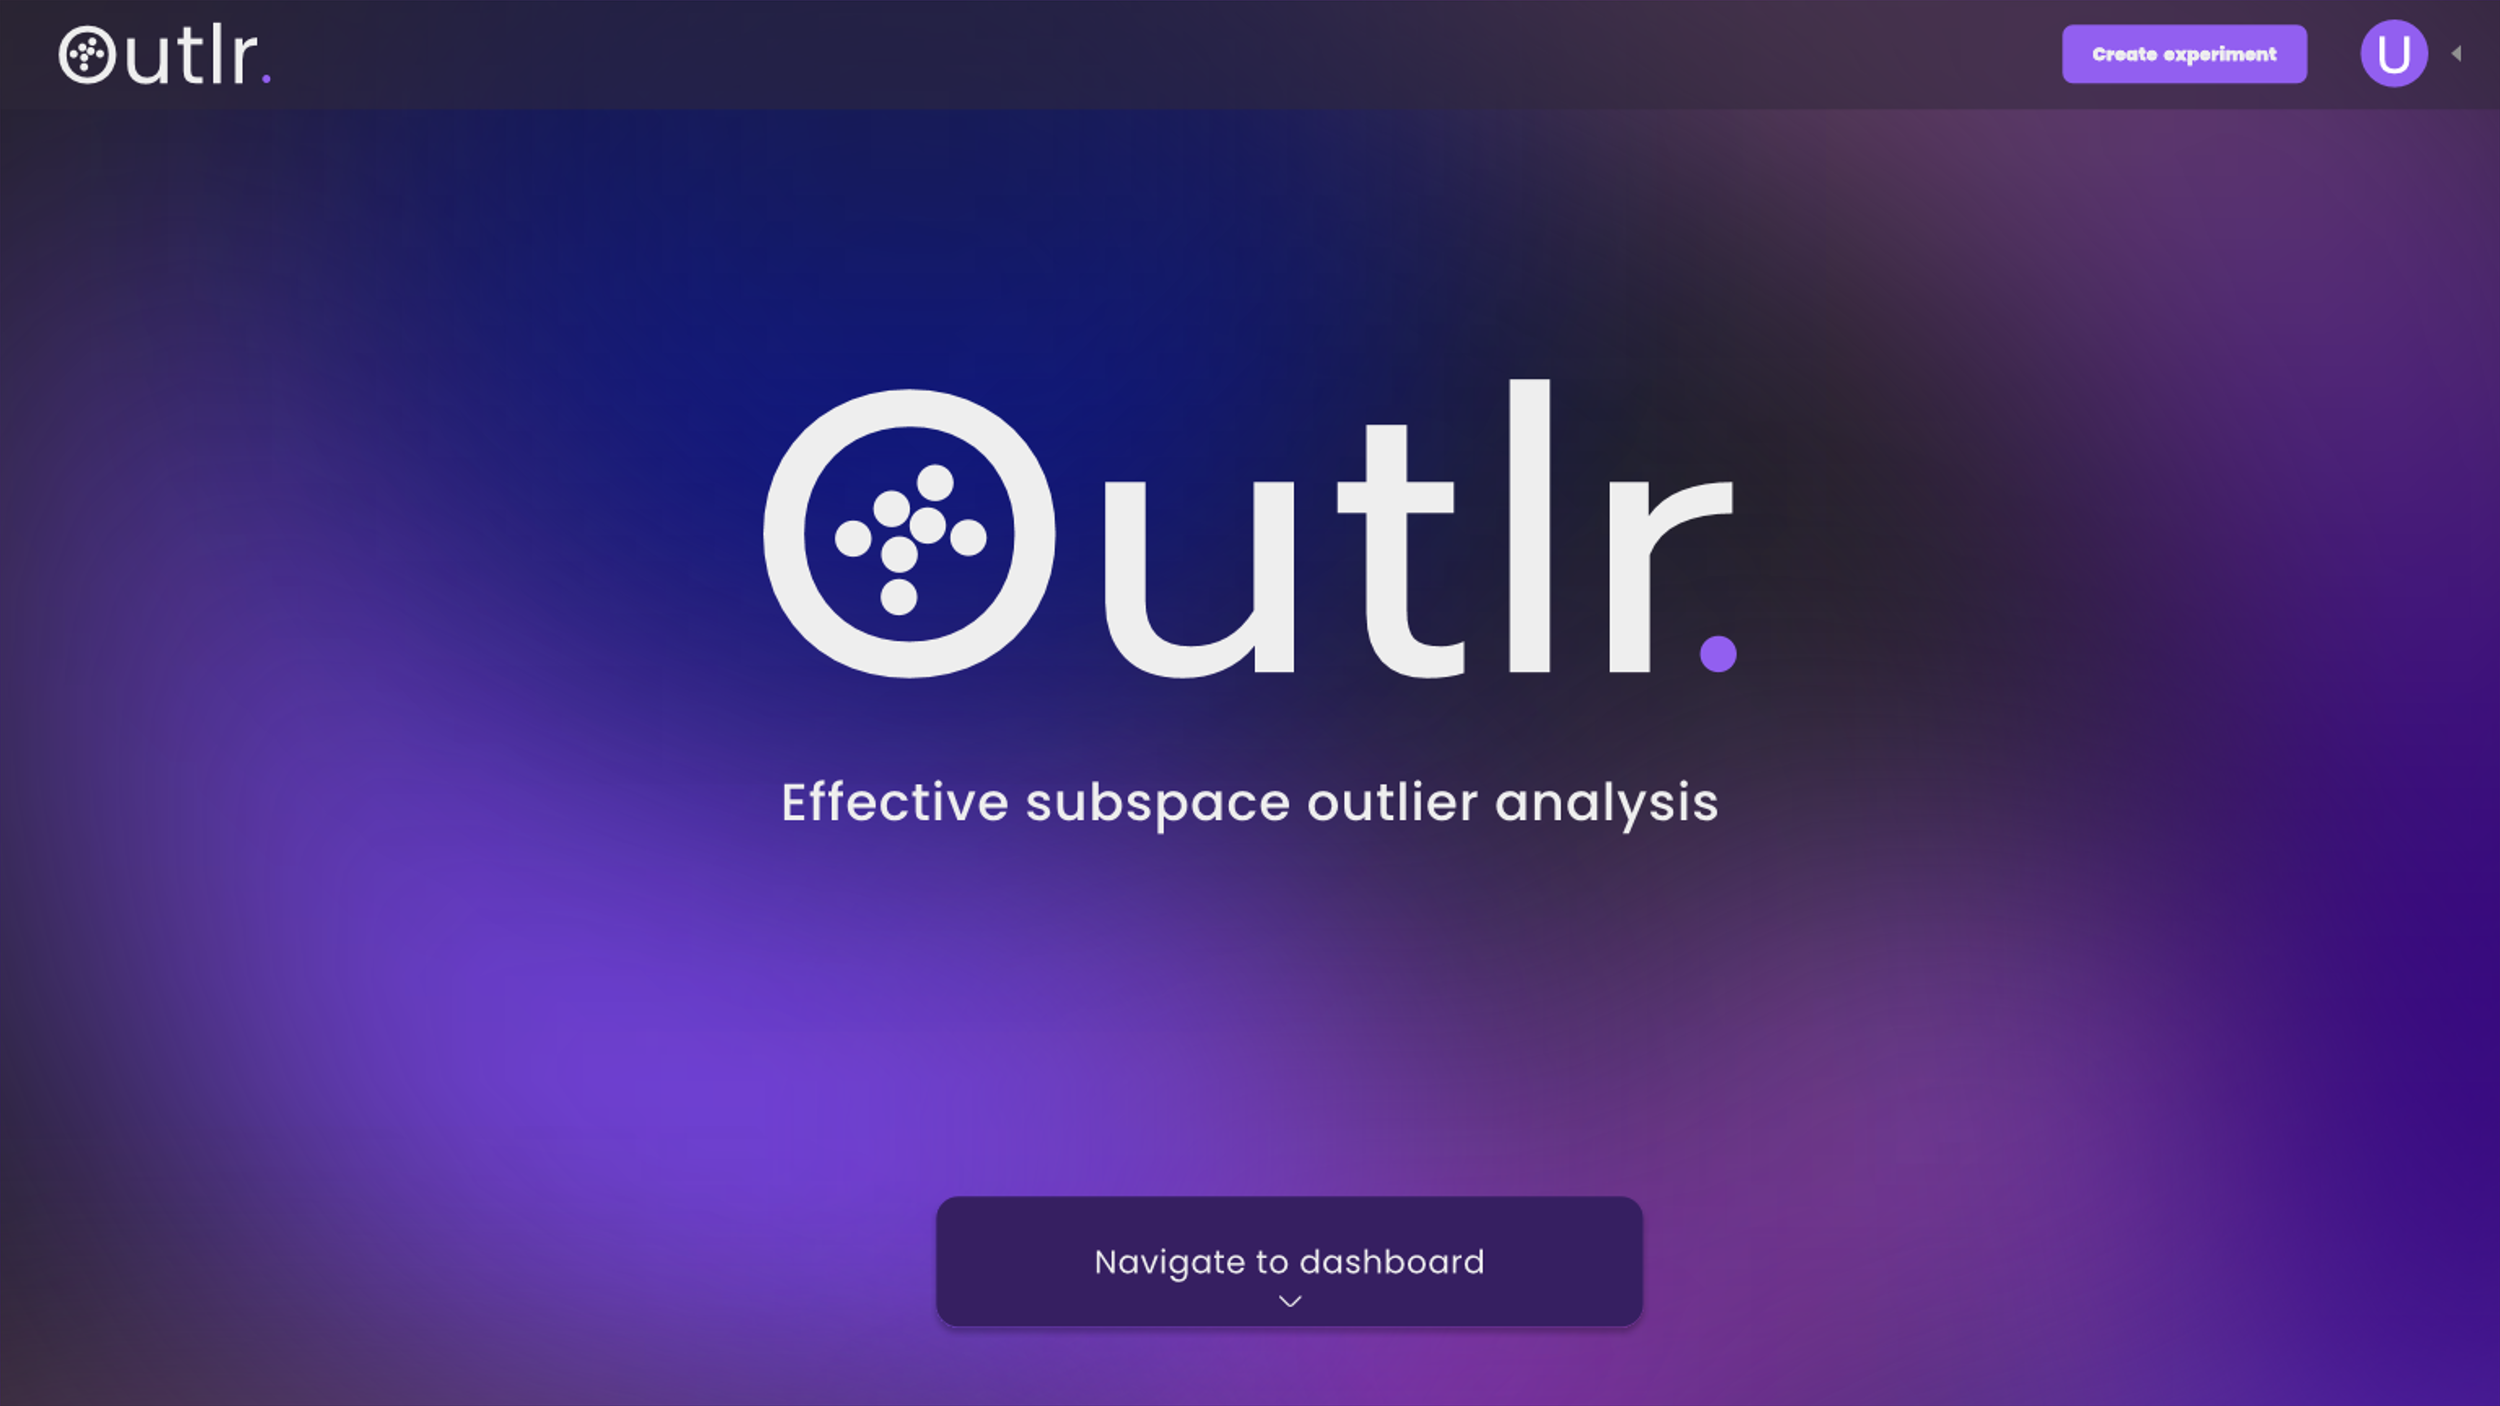 Outlr.
Create experiment
U
Outlr.
Effective subspace outlier analysis
Navigate to dashboard